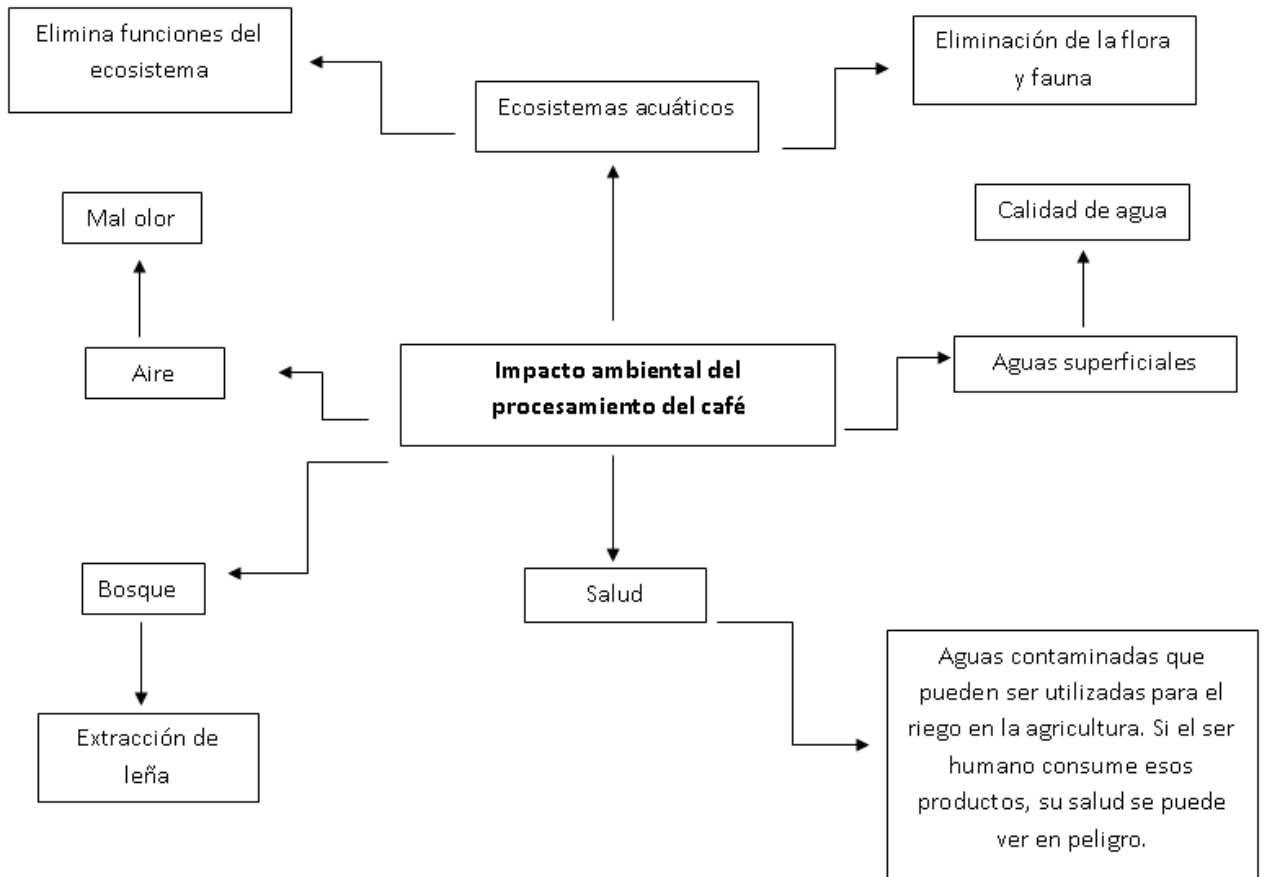 Elimina funciones del
ecosistema
Ecosistemas acuáticos
Eliminación de la flora
y fauna
Mal olor
Calidad de agua
Aire
Impacto ambiental del
procesamiento del café
Aguas superficiales
Bosque
Salud
Extracción de
leña
Aguas contaminadas que
pueden ser utilizadas para el
riego en la agricultura. Si el ser
humano consume esos
productos, su salud se puede
ver en peligro.